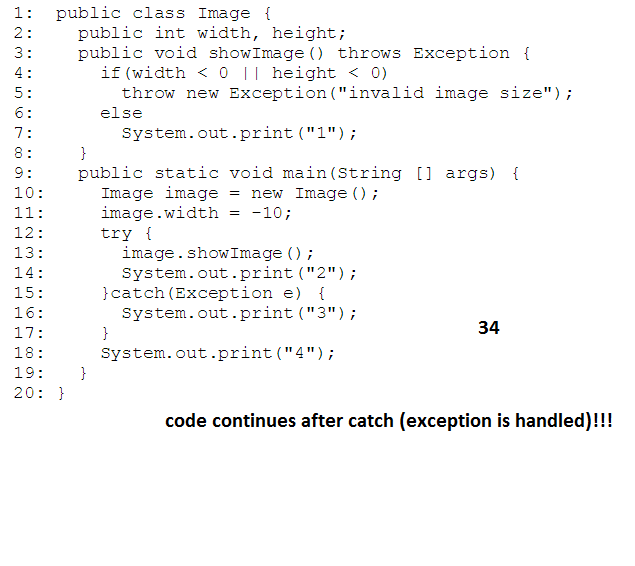 1:  public class Image {
2:    public int width, height;
3:    public void showImage() throws Exception {
4:      if(width < 0 || height < 0)
5:        throw new Exception("invalid image size");
6:      else
7:        System.out.print("1");
8:    }
9:    public static void main(String [] args) {
10:     Image image = new Image();
11:     image.width = -10;
12:     try {
13:       image.showImage();
14:       System.out.print("2");
15:     }catch(Exception e) {
16:       System.out.print("3");
34
17:     }
18:     System.out.print("4");
19:   }
20: }
code continues after catch (exception is handled)!!!